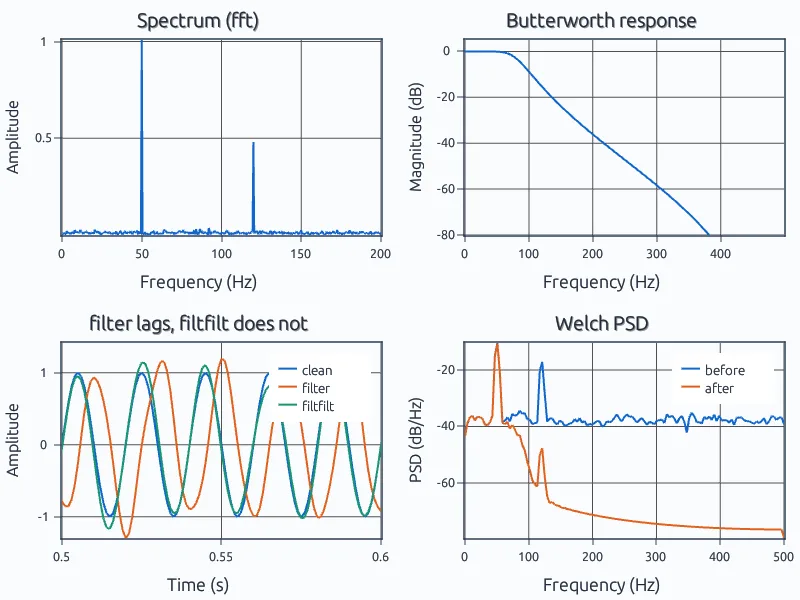 Spectrum (fft)
Amplitude
1
0.5
0
50
100
150
200
Frequency (Hz)
Butterworth response
Magnitude (dB)
0
-20
-40
-60
-80
0
100
200
300
400
Frequency (Hz)
filter lags, filtfilt does not
Amplitude
1
0
-1
clean
filter
filtfilt
0.5
0.55
0.6
Time (s)
Welch PSD
PSD (dB/Hz)
-20
-40
-60
before
after
0
100
200
300
400
500
Frequency (Hz)